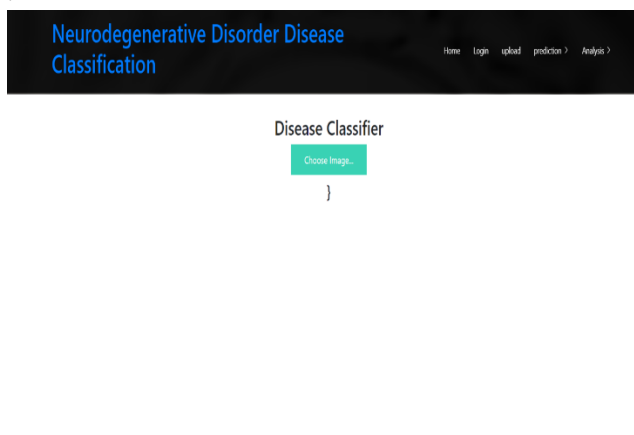 Neurodegenerative Disorder Disease
Classification
Home Login upload prediction > Analysis >
Disease Classifier
Choose Image...
}